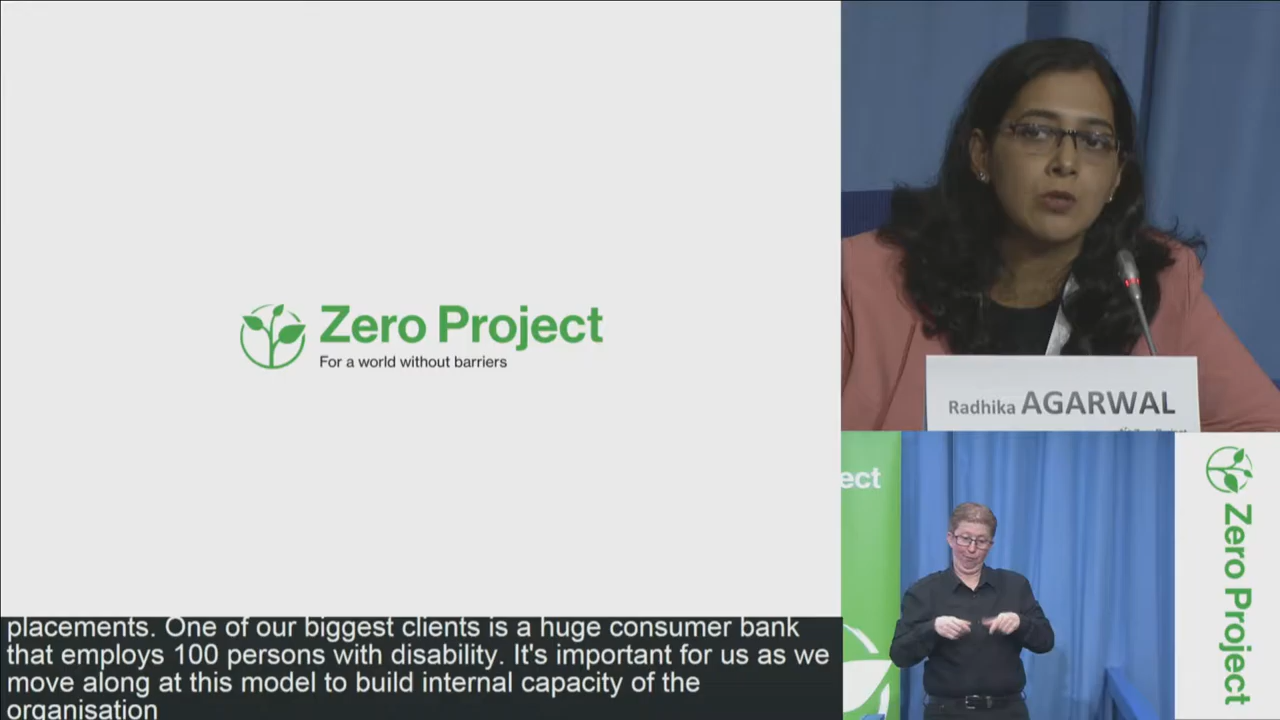 Zero Project
For a world without barriers
Radhika AGARWAL
ect
Zero Project
placements. One of our biggest clients is a huge consumer bank
that employs 100 persons with disability. It's important for us as we
move along at this model to build internal capacity of the
organisation